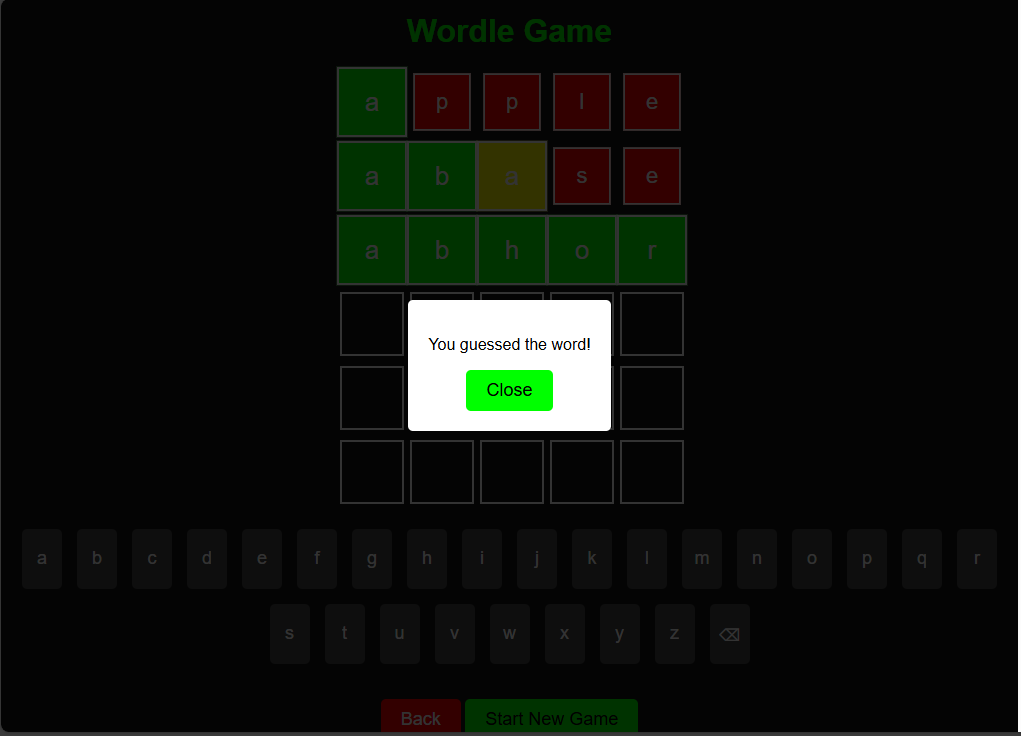 Wordle Game
a p p l e
a b a s e
a b h o r
You guessed the word!
Close
a b c d e f g h i j k l m n o p q r
s t u v w x y z ⌫
Back Start New Game